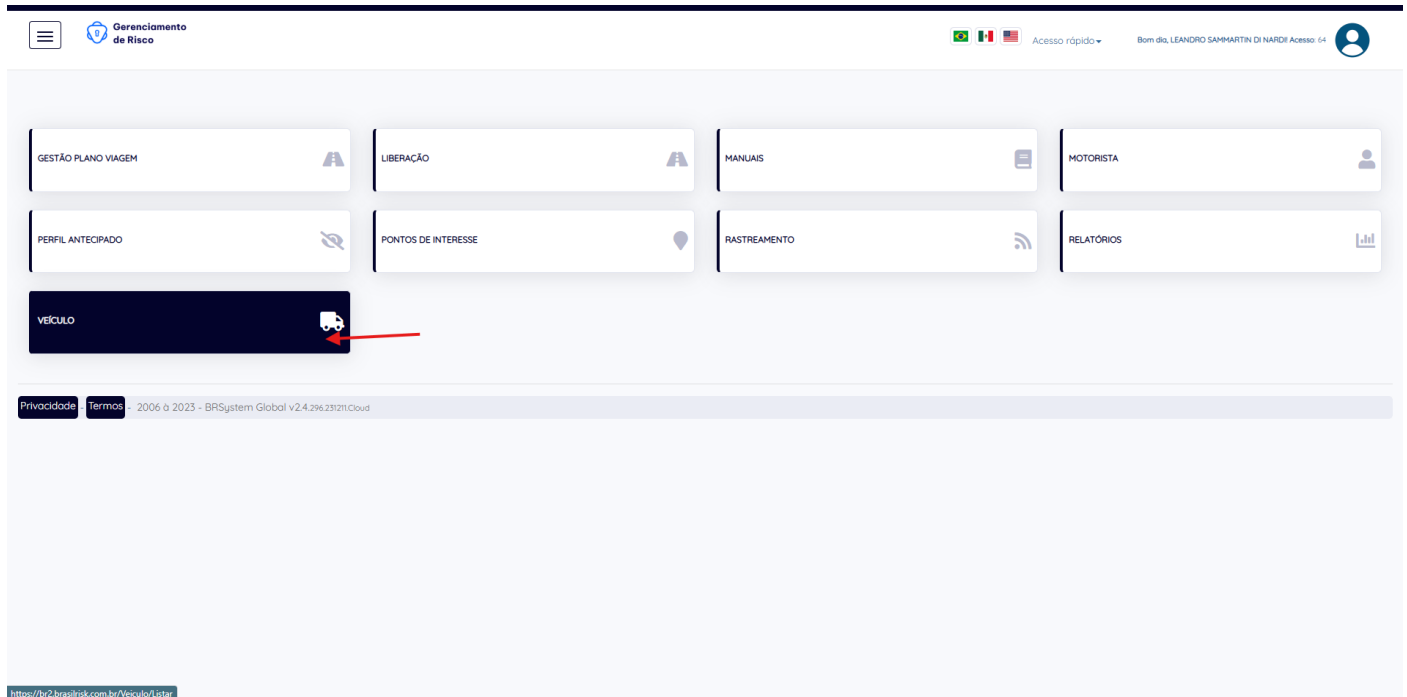 Gerenciamento
de Risco
Acesso rápido
Bom dia, LEANDRO SAMMARTIN DI NARDI! Acesso: 64
GESTÃO PLANO VIAGEM
LIBERAÇÃO
MANUAIS
MOTORISTA
PERFIL ANTECIPADO
PONTOS DE INTERESSE
RASTREAMENTO
RELATÓRIOS
VEÍCULO
Privacidade - Termos - 2006 à 2023 - BRSystem Global v2.4.296.231211.Cloud
https://br2.brasilrisk.com.br/Veiculo/Listar